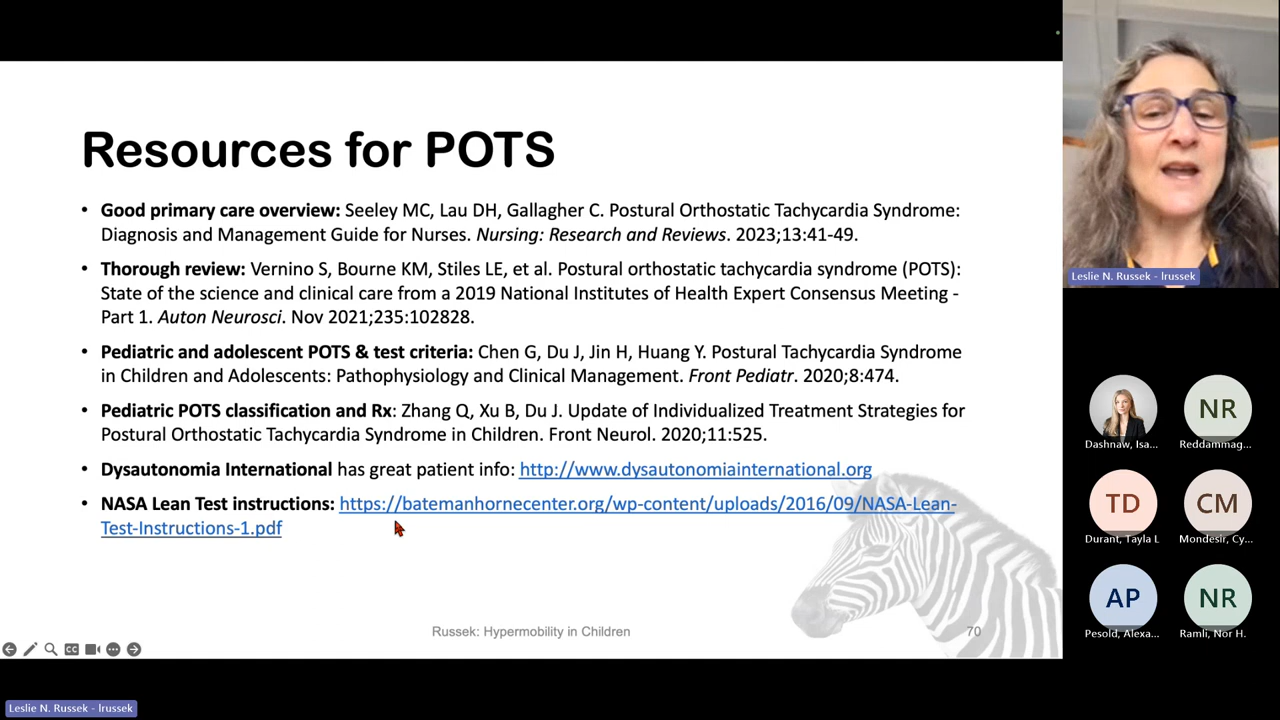 Resources for POTS
• Good primary care overview: Seeley MC, Lau DH, Gallagher C. Postural Orthostatic Tachycardia Syndrome:
Diagnosis and Management Guide for Nurses. Nursing: Research and Reviews. 2023;13:41-49.
• Thorough review: Vernino S, Bourne KM, Stiles LE, et al. Postural orthostatic tachycardia syndrome (POTS):
State of the science and clinical care from a 2019 National Institutes of Health Expert Consensus Meeting -
Part 1. Auton Neurosci. Nov 2021;235:102828.
• Pediatric and adolescent POTS & test criteria: Chen G, Du J, Jin H, Huang Y. Postural Tachycardia Syndrome
in Children and Adolescents: Pathophysiology and Clinical Management. Front Pediatr. 2020;8:474.
• Pediatric POTS classification and Rx: Zhang Q, Xu B, Du J. Update of Individualized Treatment Strategies for
Postural Orthostatic Tachycardia Syndrome in Children. Front Neurol. 2020;11:525.
• Dysautonomia International has great patient info: http://www.dysautonomiainternational.org
• NASA Lean Test instructions: https://batemanhornecenter.org/wp-content/uploads/2016/09/NASA-Lean-
Test-Instructions-1.pdf
Russek: Hypermobility in Children
70
CC
Leslie N. Russek - lrussek
Leslie N. Russek - lrussek
Dashnaw, Isa...
NR
Reddammag...
TD
Durant, Tayla L
CM
Mondesir, Cy...
AP
Pesold, Alexa...
NR
Ramli, Nor H.